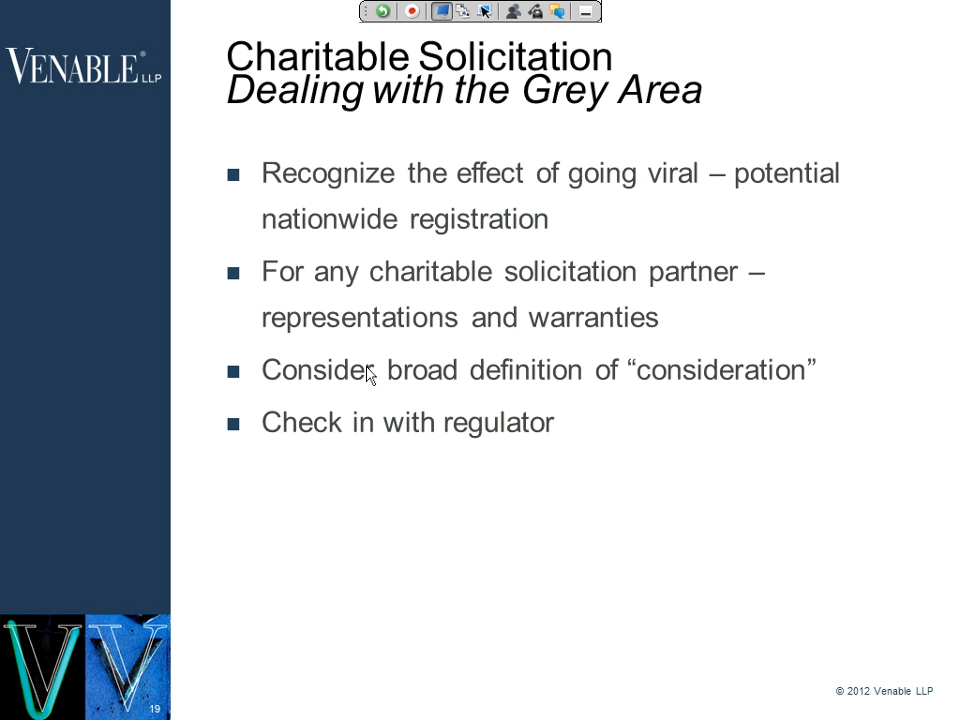 VENABLE® LLP
Charitable Solicitation
Dealing with the Grey Area
■ Recognize the effect of going viral – potential
nationwide registration
■ For any charitable solicitation partner –
representations and warranties
■ Consider broad definition of “consideration”
■ Check in with regulator
19
© 2012 Venable LLP